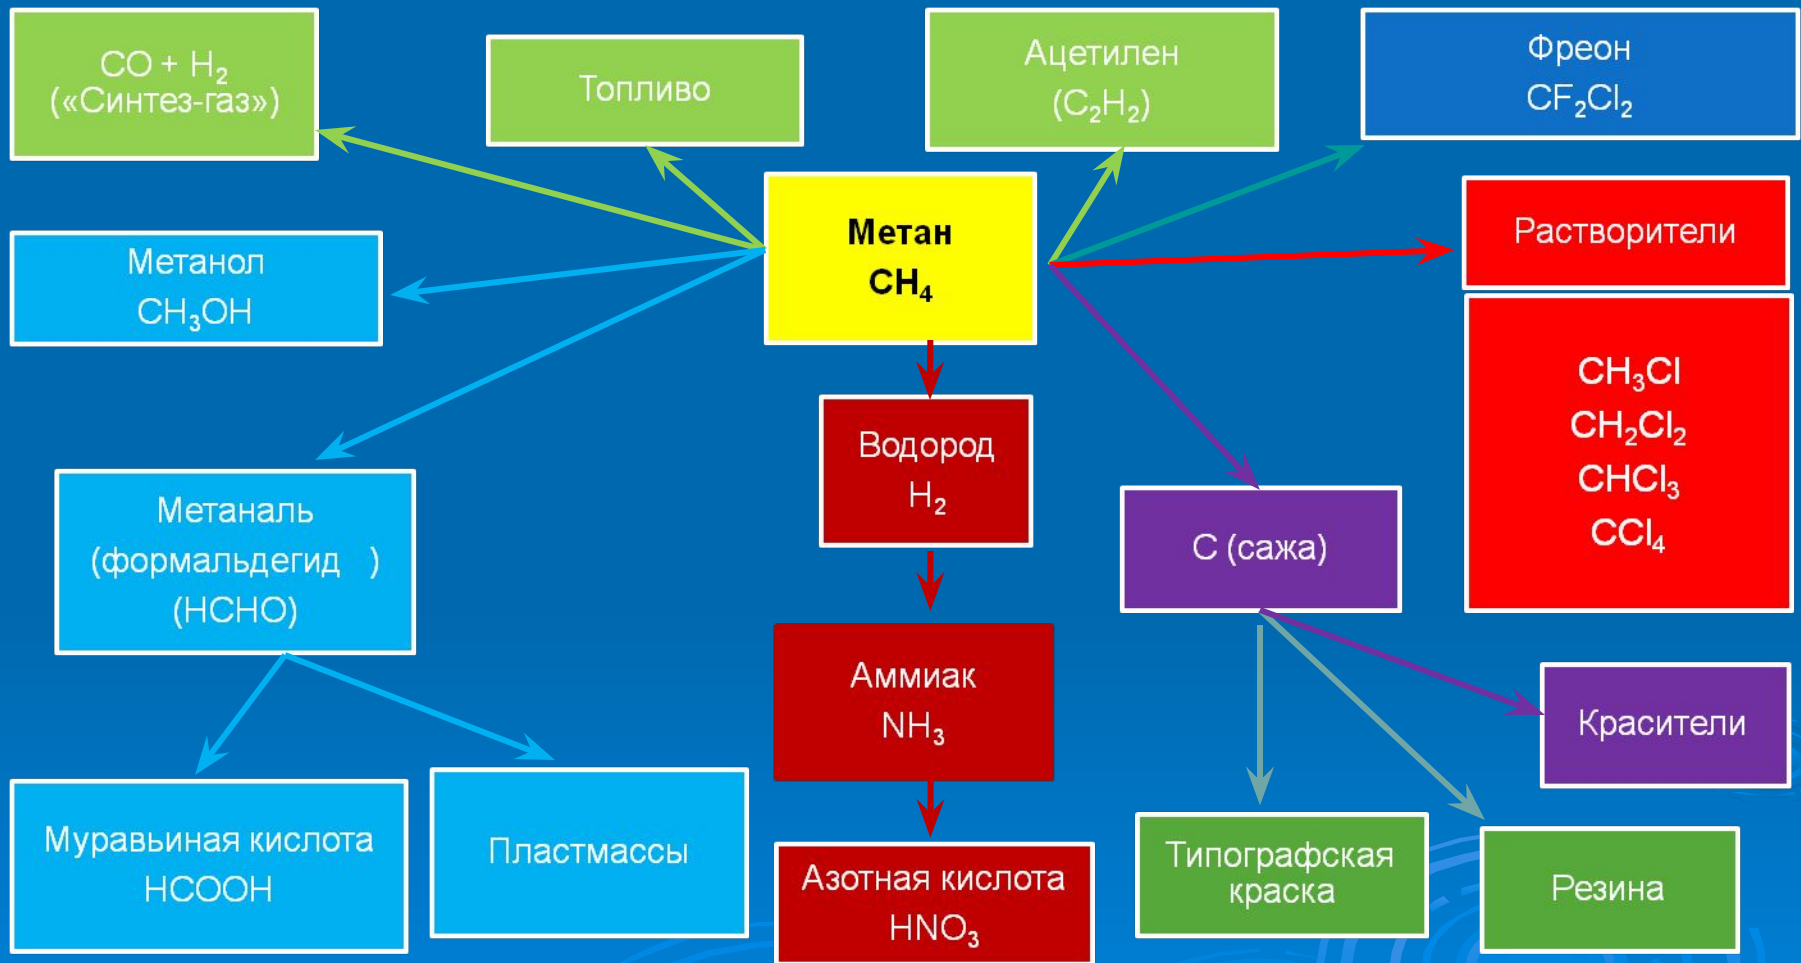 CO + H₂
(«Синтез-газ»)
Топливо
Ацетилен
(C₂H₂)
Фреон
CF₂Cl₂
Метан
CH₄
Растворители
Метанол
CH₃OH
CH₃Cl
CH₂Cl₂
CHCl₃
CCl₄
Водород
H₂
Метаналь
(формальдегид )
(HCHO)
С (сажа)
Аммиак
NH₃
Красители
Муравьиная кислота
HCOOH
Пластмассы
Азотная кислота
HNO₃
Типографская
краска
Резина